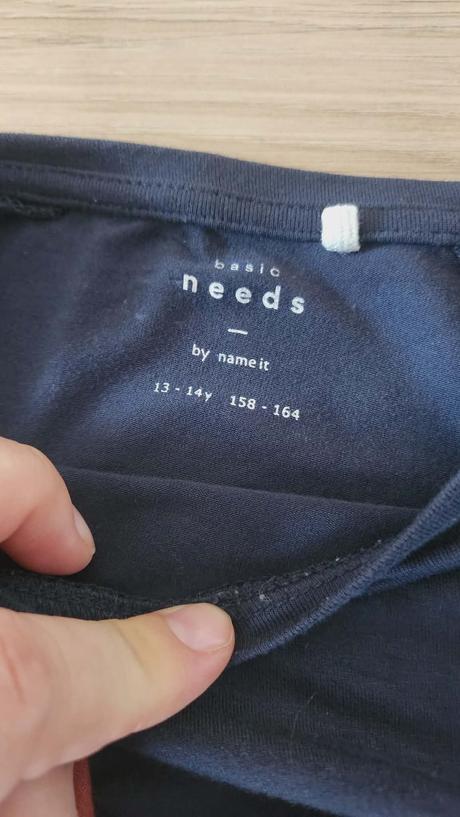 basic
needs
—
by name it
13 - 14y 158 - 164